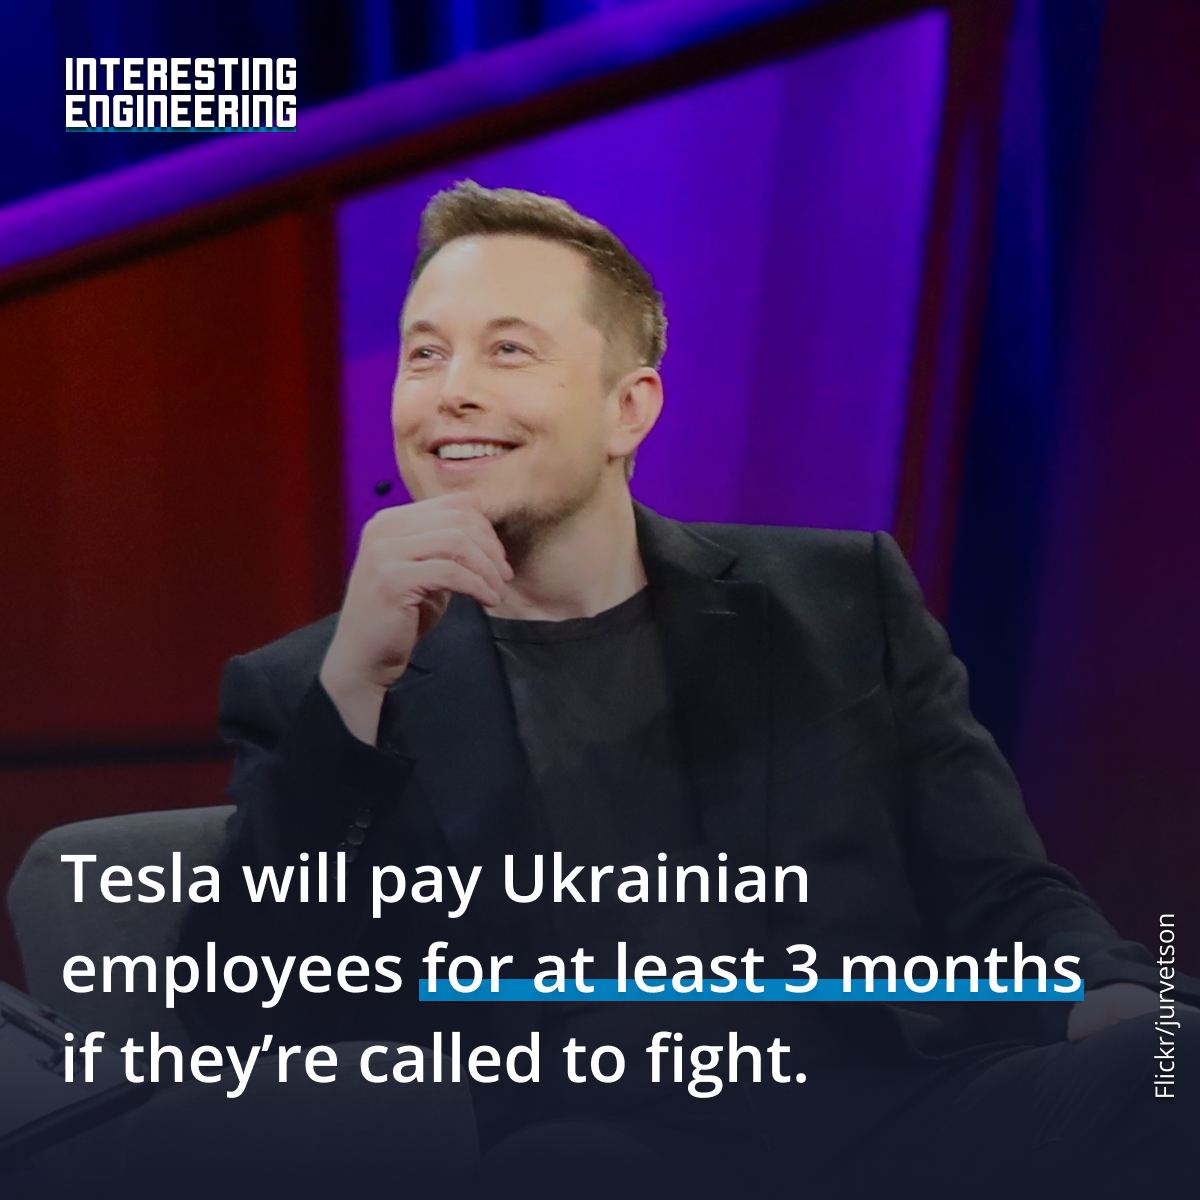 INTERESTING
ENGINEERING
Tesla will pay Ukrainian
employees for at least 3 months
if they’re called to fight.
Flickr/jurvetson